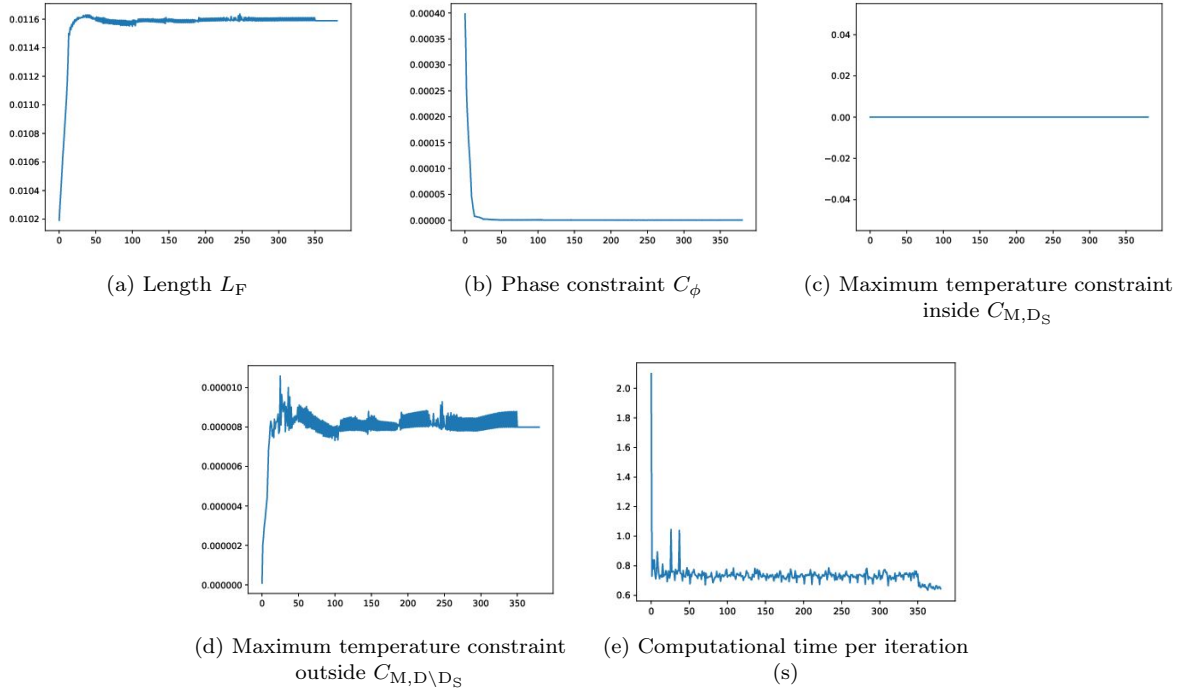 0.0116
0.0114
0.0112
0.0110
0.0108
0.0106
0.0104
0.0102
0 50 100 150 200 250 300 350
(a) Length L_F
0.00040
0.00035
0.00030
0.00025
0.00020
0.00015
0.00010
0.00005
0.00000
0 50 100 150 200 250 300 350
(b) Phase constraint C_ϕ
0.04
0.02
0.00
−0.02
−0.04
0 50 100 150 200 250 300 350
(c) Maximum temperature constraint
inside C_{M,D_S}
0.000010
0.000008
0.000006
0.000004
0.000002
0.000000
0 50 100 150 200 250 300 350
(d) Maximum temperature constraint
outside C_{M,D\D_S}
2.0
1.8
1.6
1.4
1.2
1.0
0.8
0.6
0 50 100 150 200 250 300 350
(e) Computational time per iteration
(s)